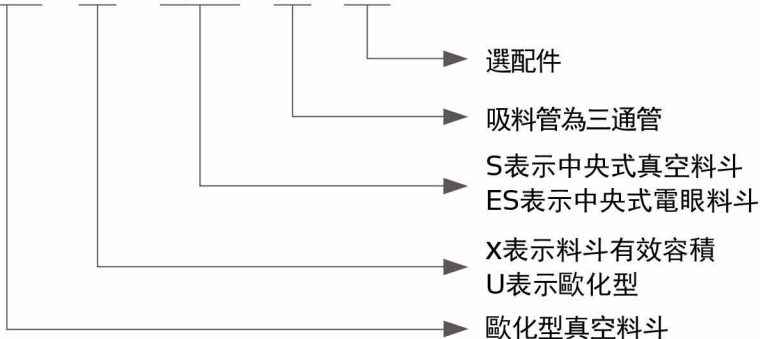 選配件
吸料管為三通管
S表示中央式真空料斗
ES表示中央式電眼料斗
X表示料斗有效容積
U表示歐化型
歐化型真空料斗